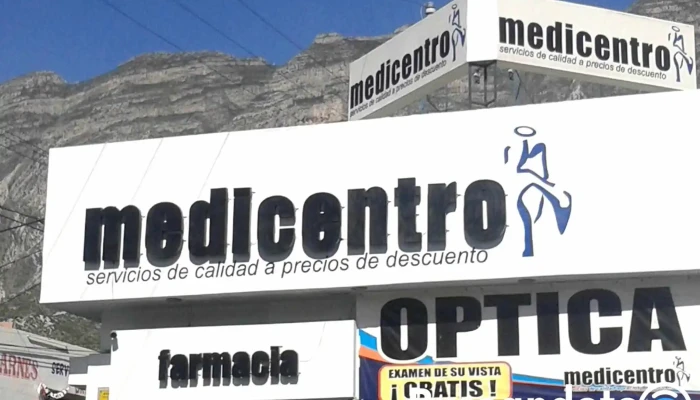 medicentro
servicios de calidad a precios de descuento
medicentro
servicios de calidad a precios de descuento
medicentro
servicios de calidad a precios de descuento
OPTICA
farmacia
EXAMEN DE SU VISTA
¡GRATIS!
medicentro